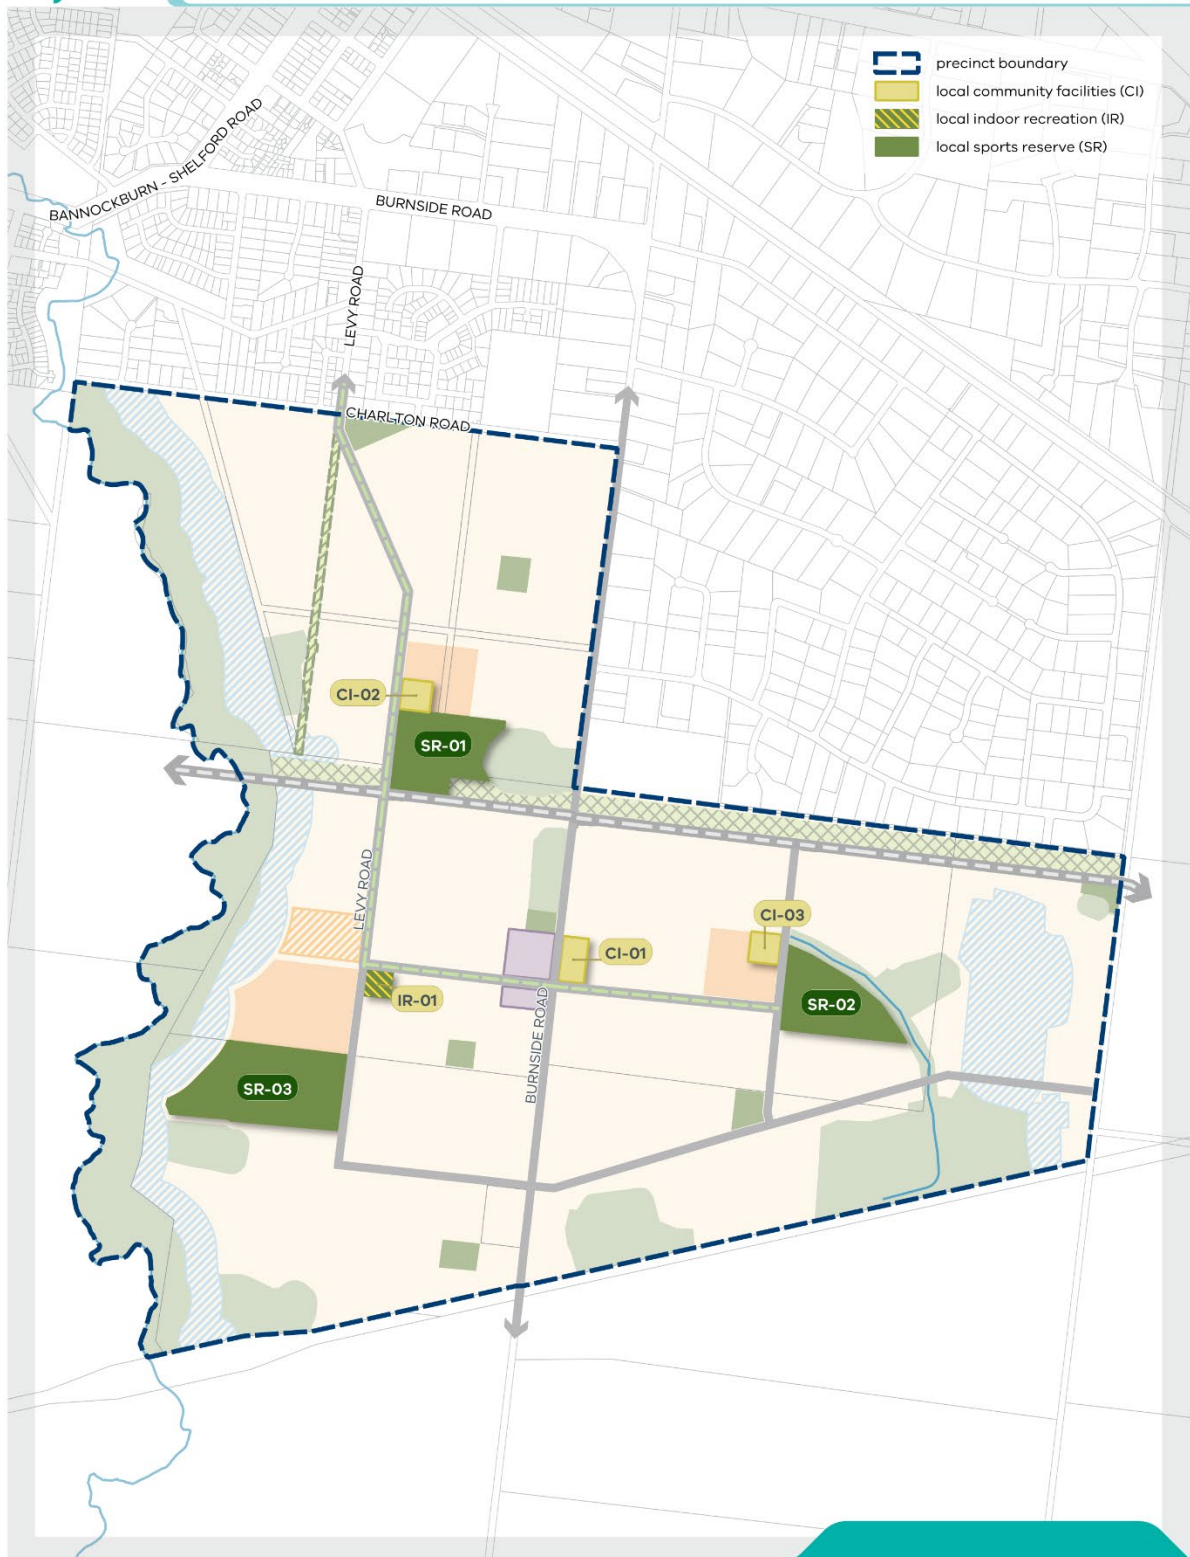 precinct boundary
local community facilities (CI)
local indoor recreation (IR)
local sports reserve (SR)
BANNOCKBURN - SHELFORD ROAD
BURNSIDE ROAD
LEVY ROAD
CHARLTON ROAD
CI-02
SR-01
LEVY ROAD
CI-03
CI-01
IR-01
SR-02
BURNSIDE ROAD
SR-03